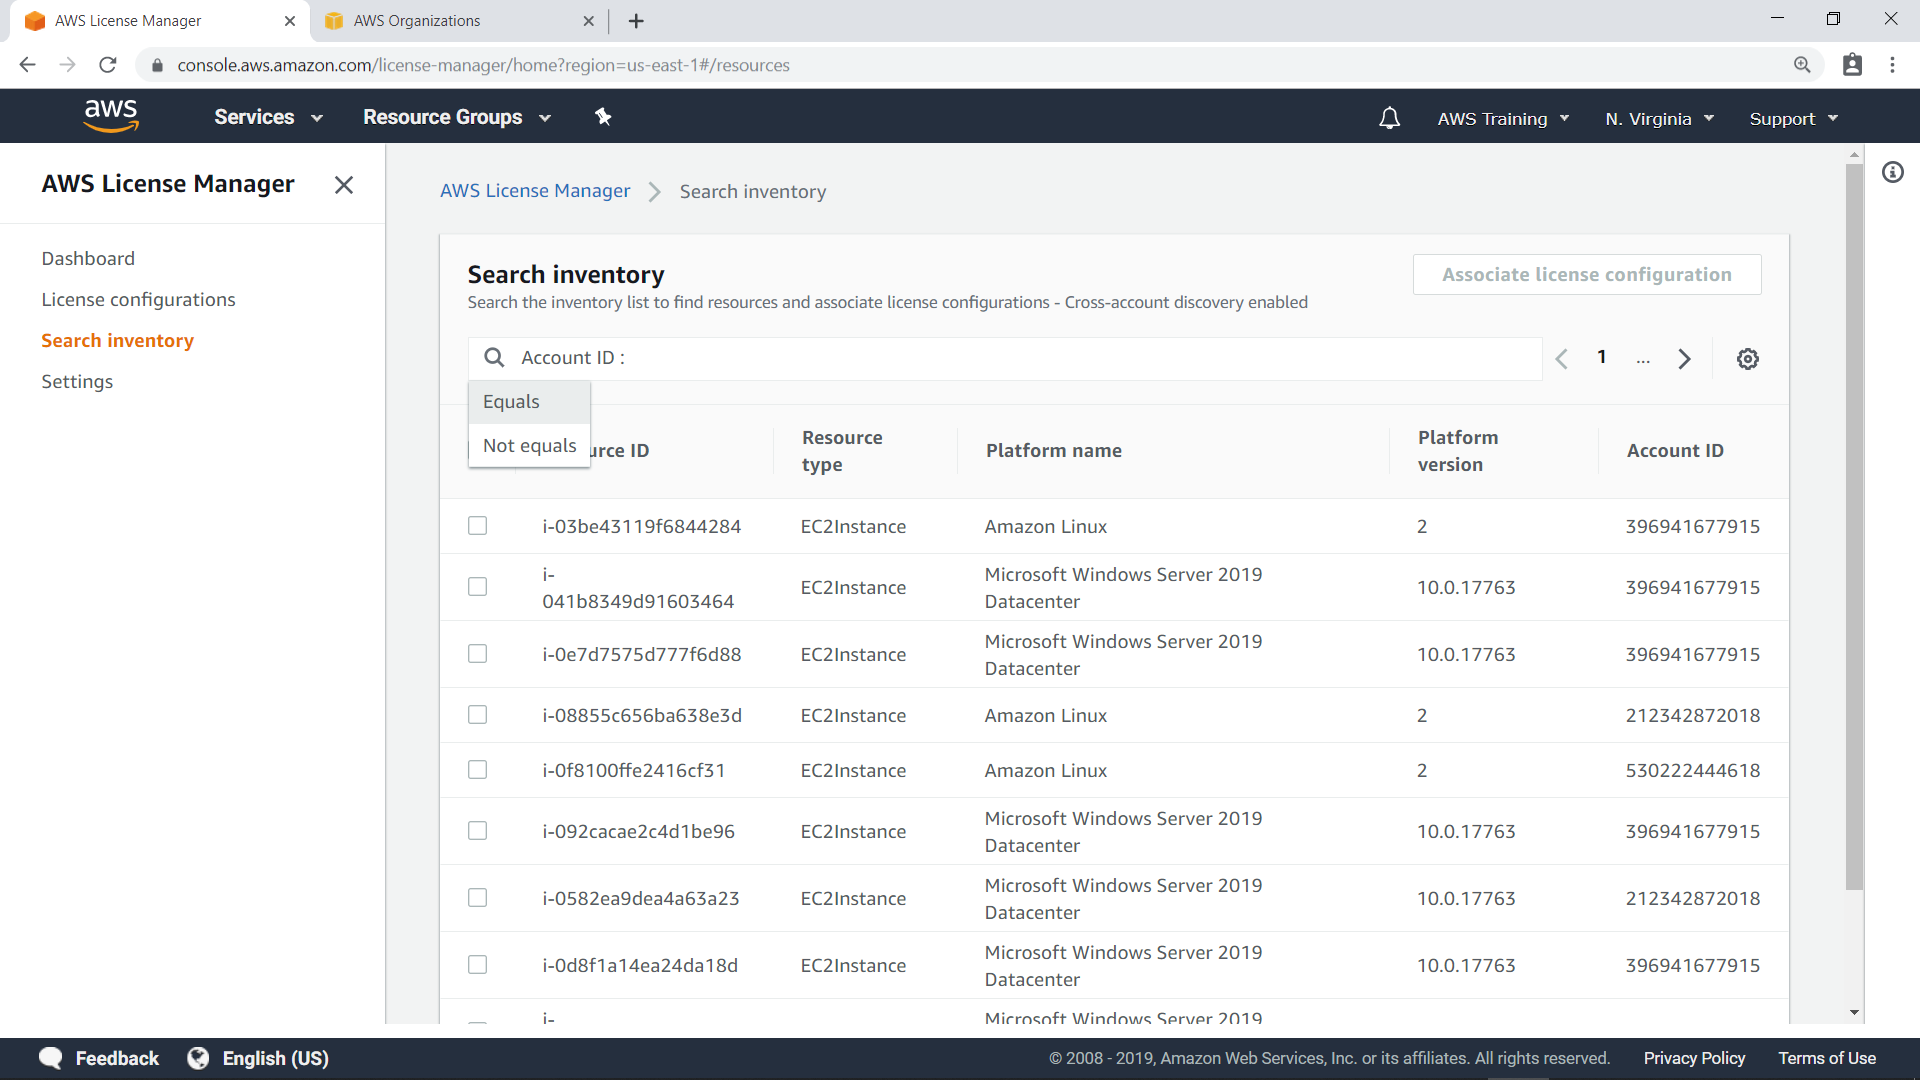 AWS License Manager
AWS Organizations
console.aws.amazon.com/license-manager/home?region=us-east-1#/resources
aws
Services
Resource Groups
AWS Training
N. Virginia
Support
AWS License Manager
Dashboard
License configurations
Search inventory
Settings
AWS License Manager
Search inventory
Search inventory
Associate license configuration
Search the inventory list to find resources and associate license configurations - Cross-account discovery enabled
Account ID :
1
...
Equals
Not equals
urce ID
Resource
type
Platform name
Platform
version
Account ID
i-03be43119f6844284 EC2Instance Amazon Linux 2 396941677915
i-
041b8349d91603464
EC2Instance
Microsoft Windows Server 2019
Datacenter
10.0.17763
396941677915
i-0e7d7575d777f6d88
EC2Instance
Microsoft Windows Server 2019
Datacenter
10.0.17763
396941677915
i-08855c656ba638e3d EC2Instance Amazon Linux 2 212342872018
i-0f8100ffe2416cf31 EC2Instance Amazon Linux 2 530222444618
i-092cacae2c4d1be96
EC2Instance
Microsoft Windows Server 2019
Datacenter
10.0.17763
396941677915
i-0582ea9dea4a63a23
EC2Instance
Microsoft Windows Server 2019
Datacenter
10.0.17763
212342872018
i-0d8f1a14ea24da18d
EC2Instance
Microsoft Windows Server 2019
Datacenter
10.0.17763
396941677915
i-
Microsoft Windows Server 2019
Feedback
English (US)
© 2008 - 2019, Amazon Web Services, Inc. or its affiliates. All rights reserved.
Privacy Policy
Terms of Use